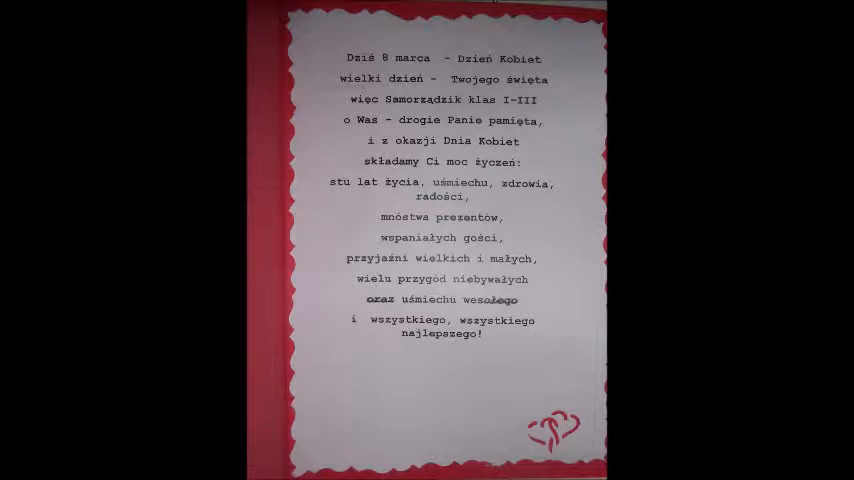 Dziś 8 marca - Dzień Kobiet
wielki dzień - Twojego święta
więc Samorządzik klas I-III
o Was - drogie Panie pamięta,
i z okazji Dnia Kobiet
składamy Ci moc życzeń:
stu lat życia, uśmiechu, zdrowia,
radości,
mnóstwa prezentów,
wspaniałych gości,
przyjaźni wielkich i małych,
wielu przygód niebywałych
oraz uśmiechu wesołego
i wszystkiego, wszystkiego
najlepszego!